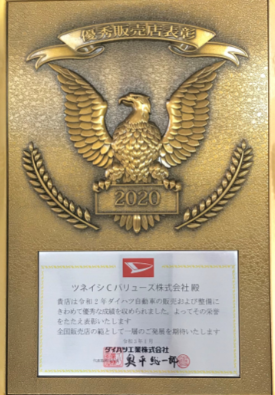 優秀販売店表彰
2020
ツネイシCバリューズ株式会社 殿
貴店は令和2年ダイハツ自動車の販売および整備に
きわめて優秀な成績を収められました。よってその栄誉
をたたえ表彰いたします
全国販売店の範として一層のご発展を期待いたします
ダイハツ工業株式会社
奥平総一郎